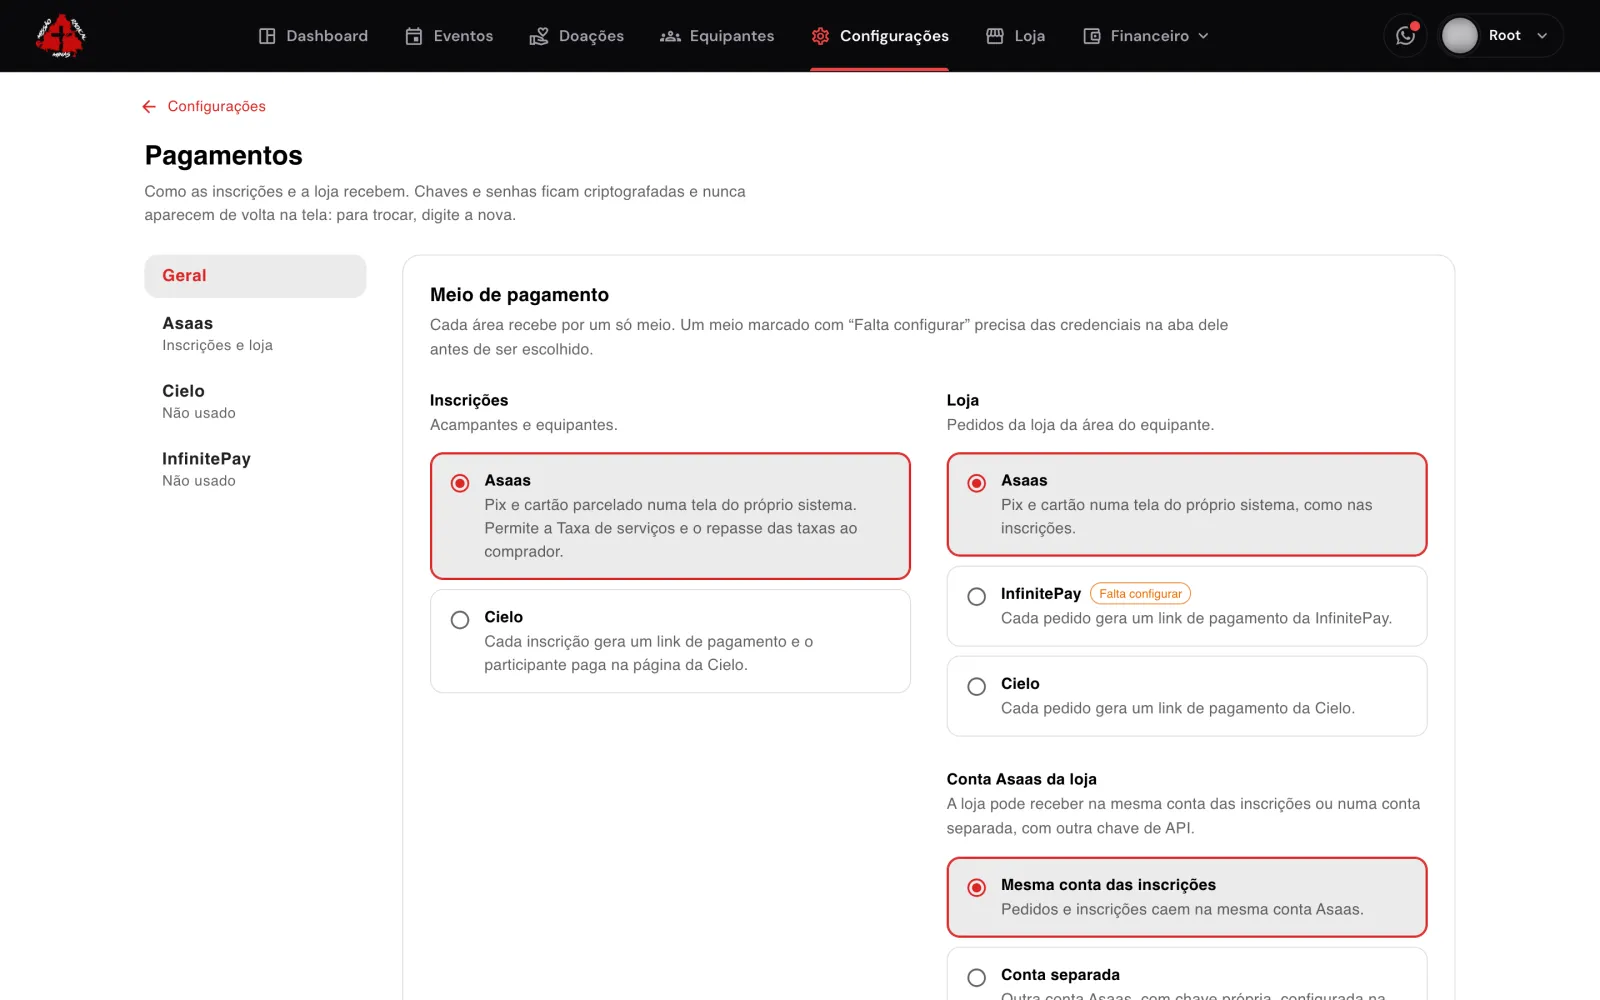 Dashboard
Eventos
Doações
Equipantes
Configurações
Loja
Financeiro
Root
Configurações
Pagamentos
Como as inscrições e a loja recebem. Chaves e senhas ficam criptografadas e nunca
aparecem de volta na tela: para trocar, digite a nova.
Geral
Asaas
Inscrições e loja
Cielo
Não usado
InfinitePay
Não usado
Meio de pagamento
Cada área recebe por um só meio. Um meio marcado com “Falta configurar” precisa das credenciais na aba dele
antes de ser escolhido.
Inscrições
Acampantes e equipantes.
Asaas
Pix e cartão parcelado numa tela do próprio sistema.
Permite a Taxa de serviços e o repasse das taxas ao
comprador.
Cielo
Cada inscrição gera um link de pagamento e o
participante paga na página da Cielo.
Loja
Pedidos da loja da área do equipante.
Asaas
Pix e cartão numa tela do próprio sistema, como nas
inscrições.
InfinitePay Falta configurar
Cada pedido gera um link de pagamento da InfinitePay.
Cielo
Cada pedido gera um link de pagamento da Cielo.
Conta Asaas da loja
A loja pode receber na mesma conta das inscrições ou numa conta
separada, com outra chave de API.
Mesma conta das inscrições
Pedidos e inscrições caem na mesma conta Asaas.
Conta separada
Outra conta Asaas, com chave própria, configurada na